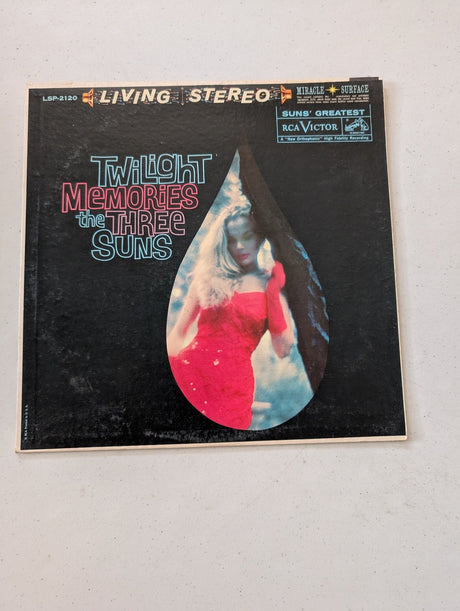 LSP-2120
LIVING STEREO
MIRACLE SURFACE
SUNS' GREATEST
RCA VICTOR
A "New Orthophonic" High Fidelity Recording
TWiLiGHT
MEMORiES
the THREE
SUNS